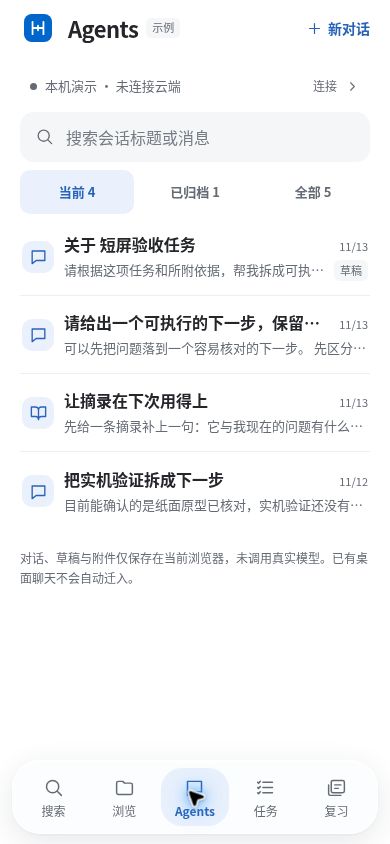 Agents 示例 + 新对话
本机演示 · 未连接云端 连接
搜索会话标题或消息
当前 4 已归档 1 全部 5
关于 短屏验收任务 11/13
请根据这项任务和所附依据，帮我拆成可执… 草稿
请给出一个可执行的下一步，保留… 11/13
可以先把问题落到一个容易核对的下一步。 先区分…
让摘录在下次用得上 11/13
先给一条摘录补上一句：它与我现在的问题有什么…
把实机验证拆成下一步 11/12
目前能确认的是纸面原型已核对，实机验证还没有…
对话、草稿与附件仅保存在当前浏览器，未调用真实模型。已有桌
面聊天不会自动迁入。
搜索 浏览 Agents 任务 复习